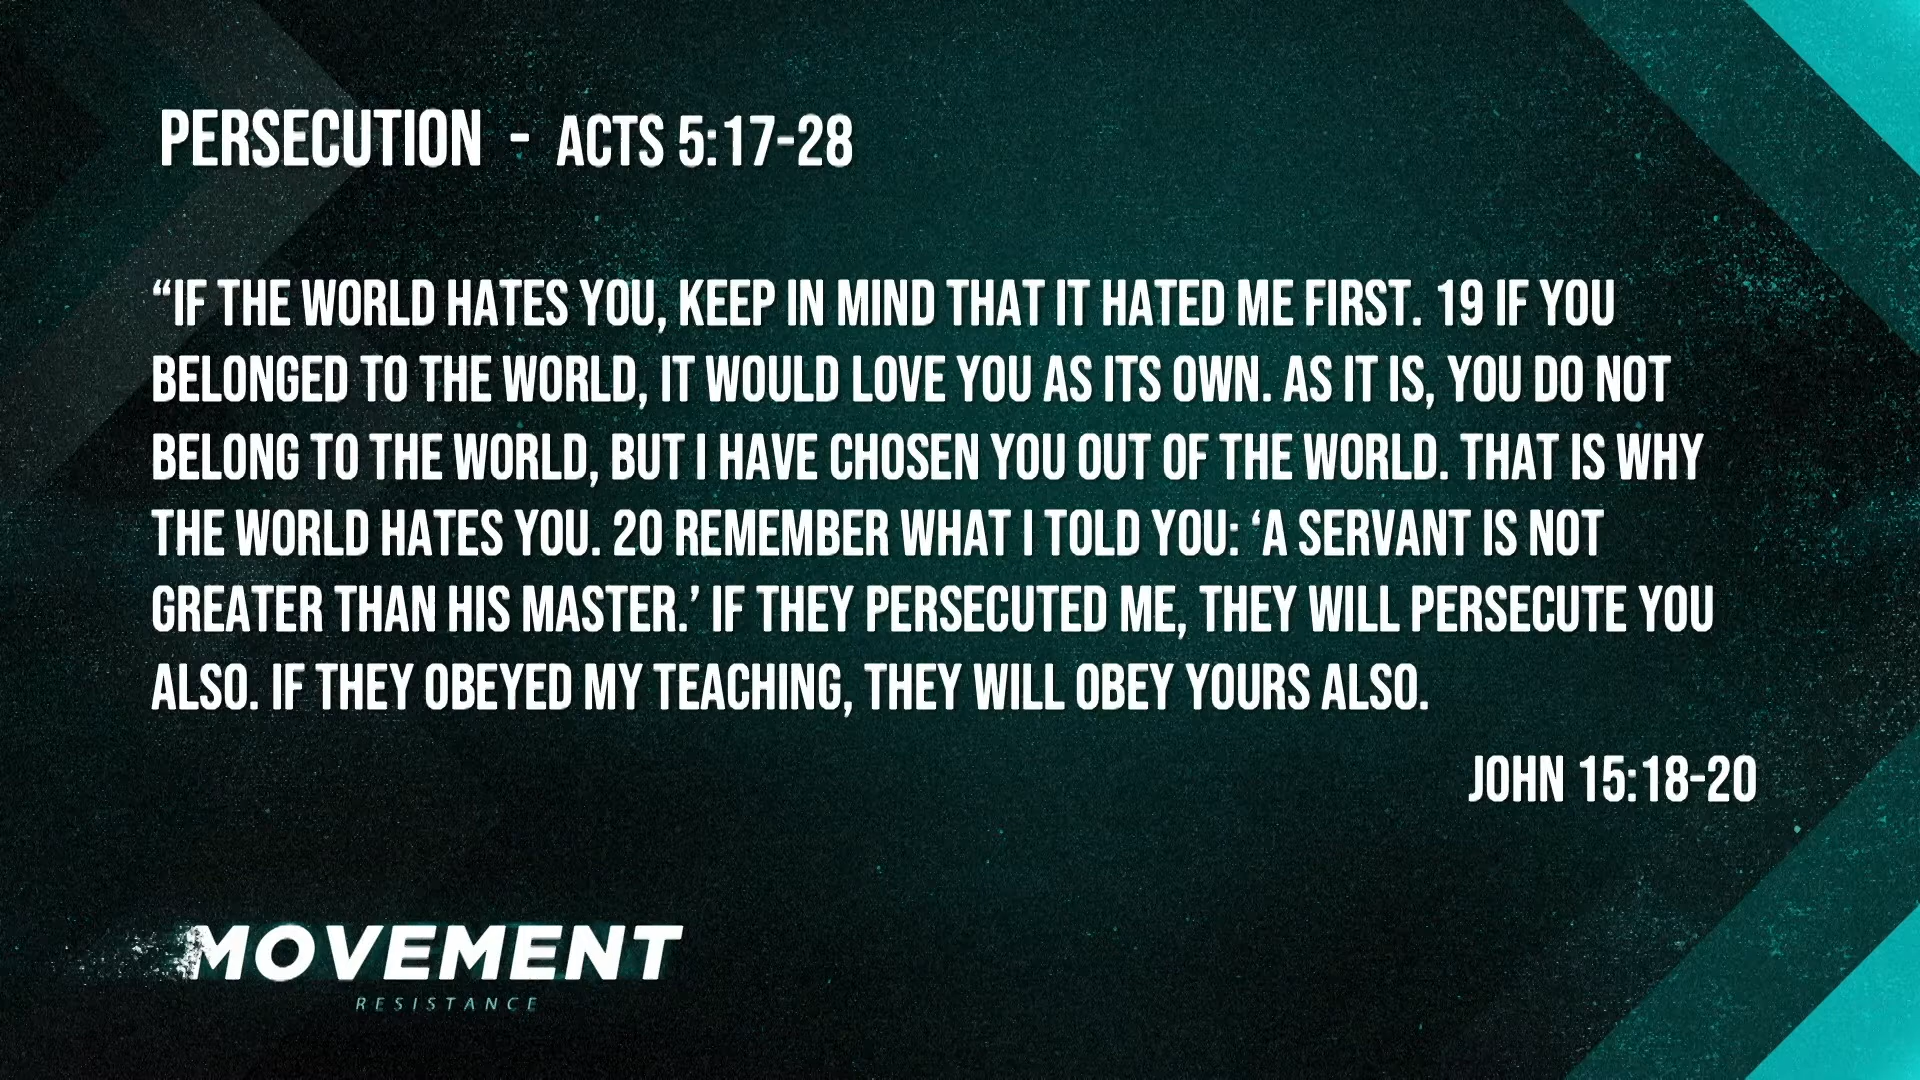 PERSECUTION - ACTS 5:17-28
“IF THE WORLD HATES YOU, KEEP IN MIND THAT IT HATED ME FIRST. 19 IF YOU
BELONGED TO THE WORLD, IT WOULD LOVE YOU AS ITS OWN. AS IT IS, YOU DO NOT
BELONG TO THE WORLD, BUT I HAVE CHOSEN YOU OUT OF THE WORLD. THAT IS WHY
THE WORLD HATES YOU. 20 REMEMBER WHAT I TOLD YOU: ‘A SERVANT IS NOT
GREATER THAN HIS MASTER.’ IF THEY PERSECUTED ME, THEY WILL PERSECUTE YOU
ALSO. IF THEY OBEYED MY TEACHING, THEY WILL OBEY YOURS ALSO.
JOHN 15:18-20
MOVEMENT
RESISTANCE